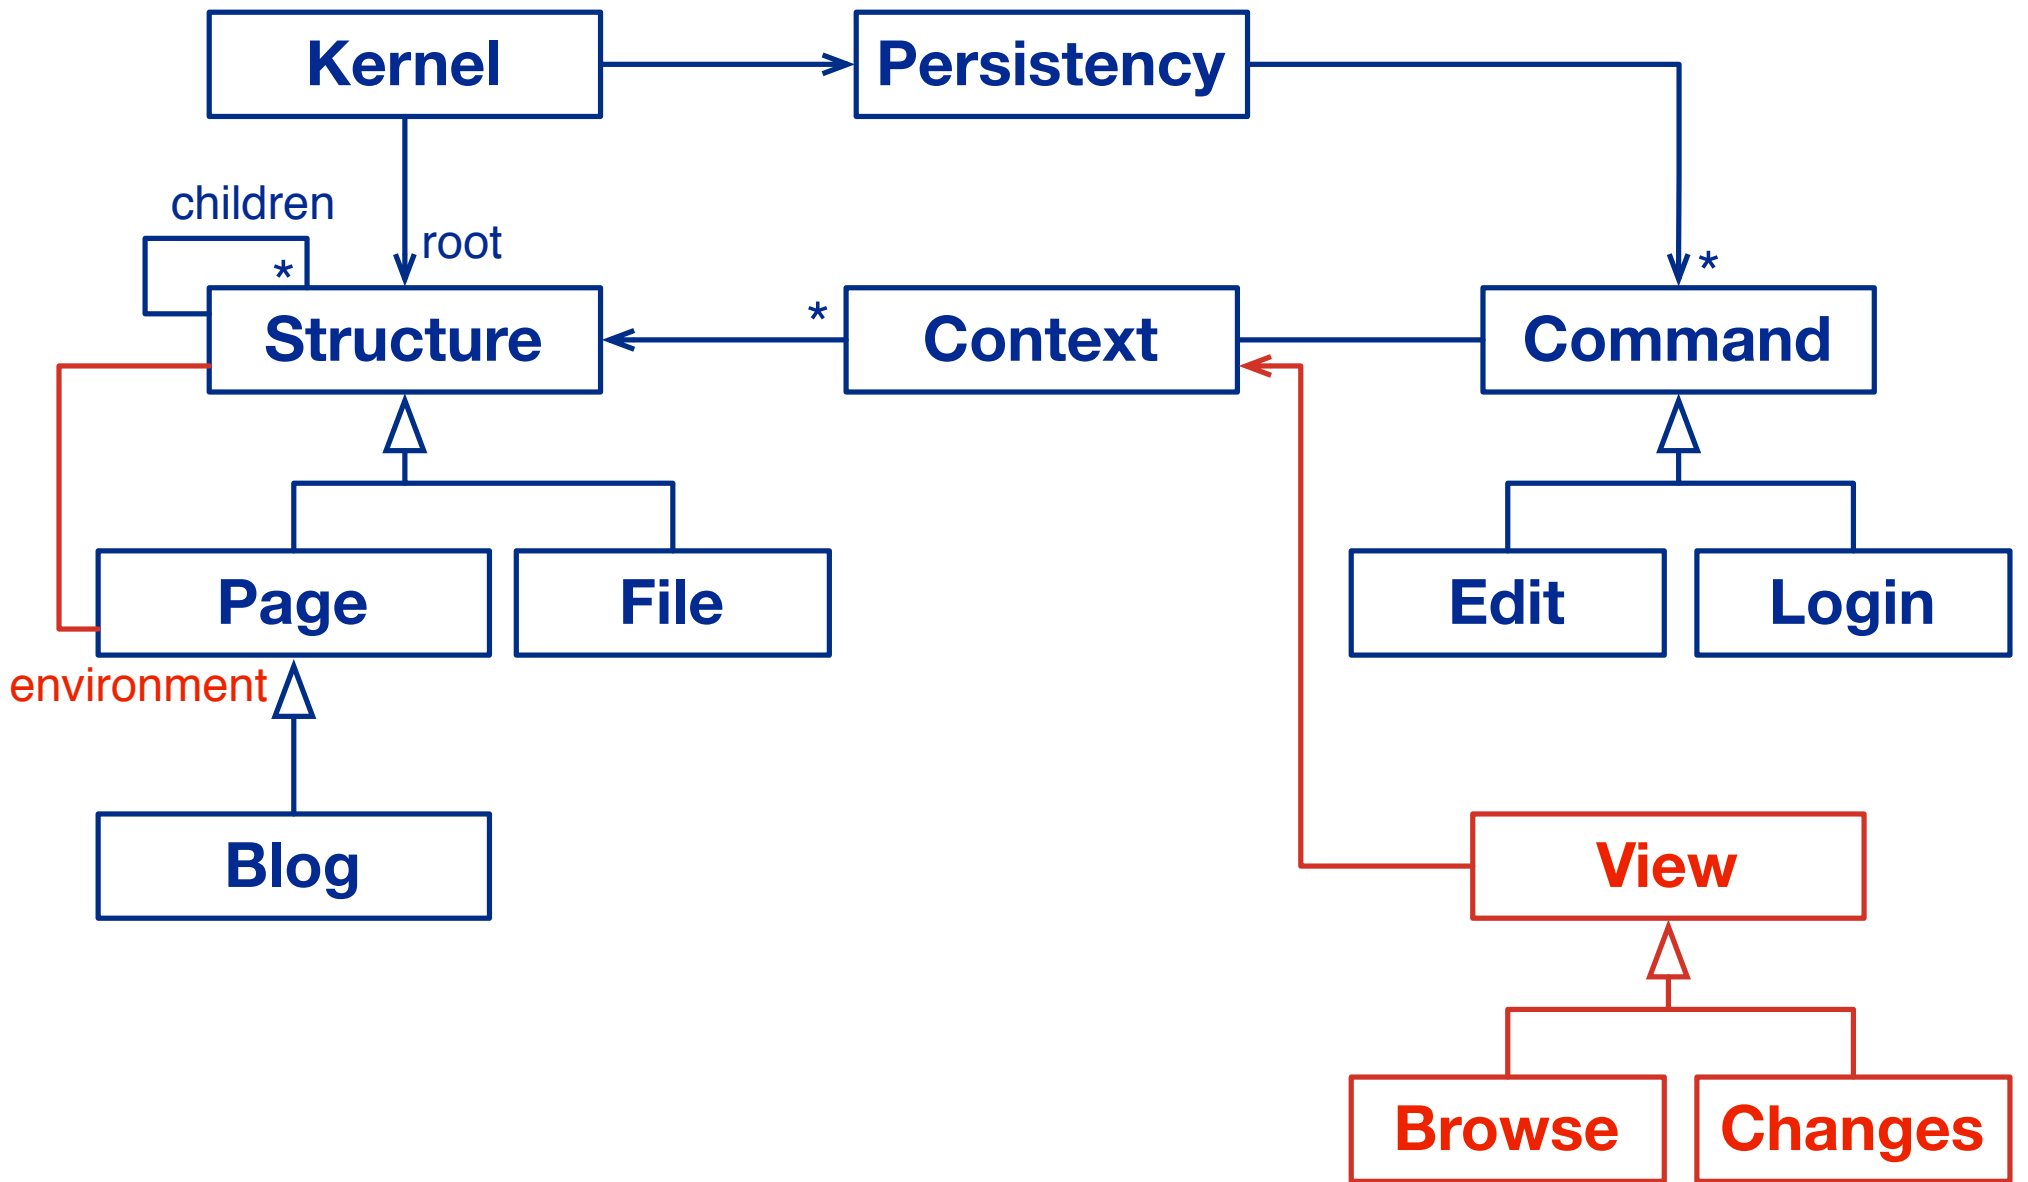 Kernel
Persistency
children
root
*
*
*
Structure
Context
Command
Page
File
Edit
Login
environment
Blog
View
Browse
Changes